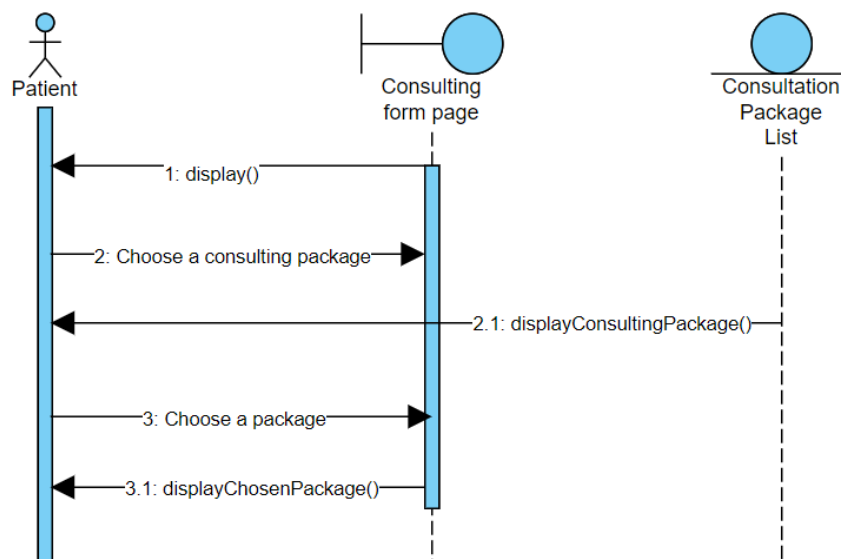 Patient
Consulting
form page
Consultation
Package
List
1: display()
2: Choose a consulting package
2.1: displayConsultingPackage()
3: Choose a package
3.1: displayChosenPackage()